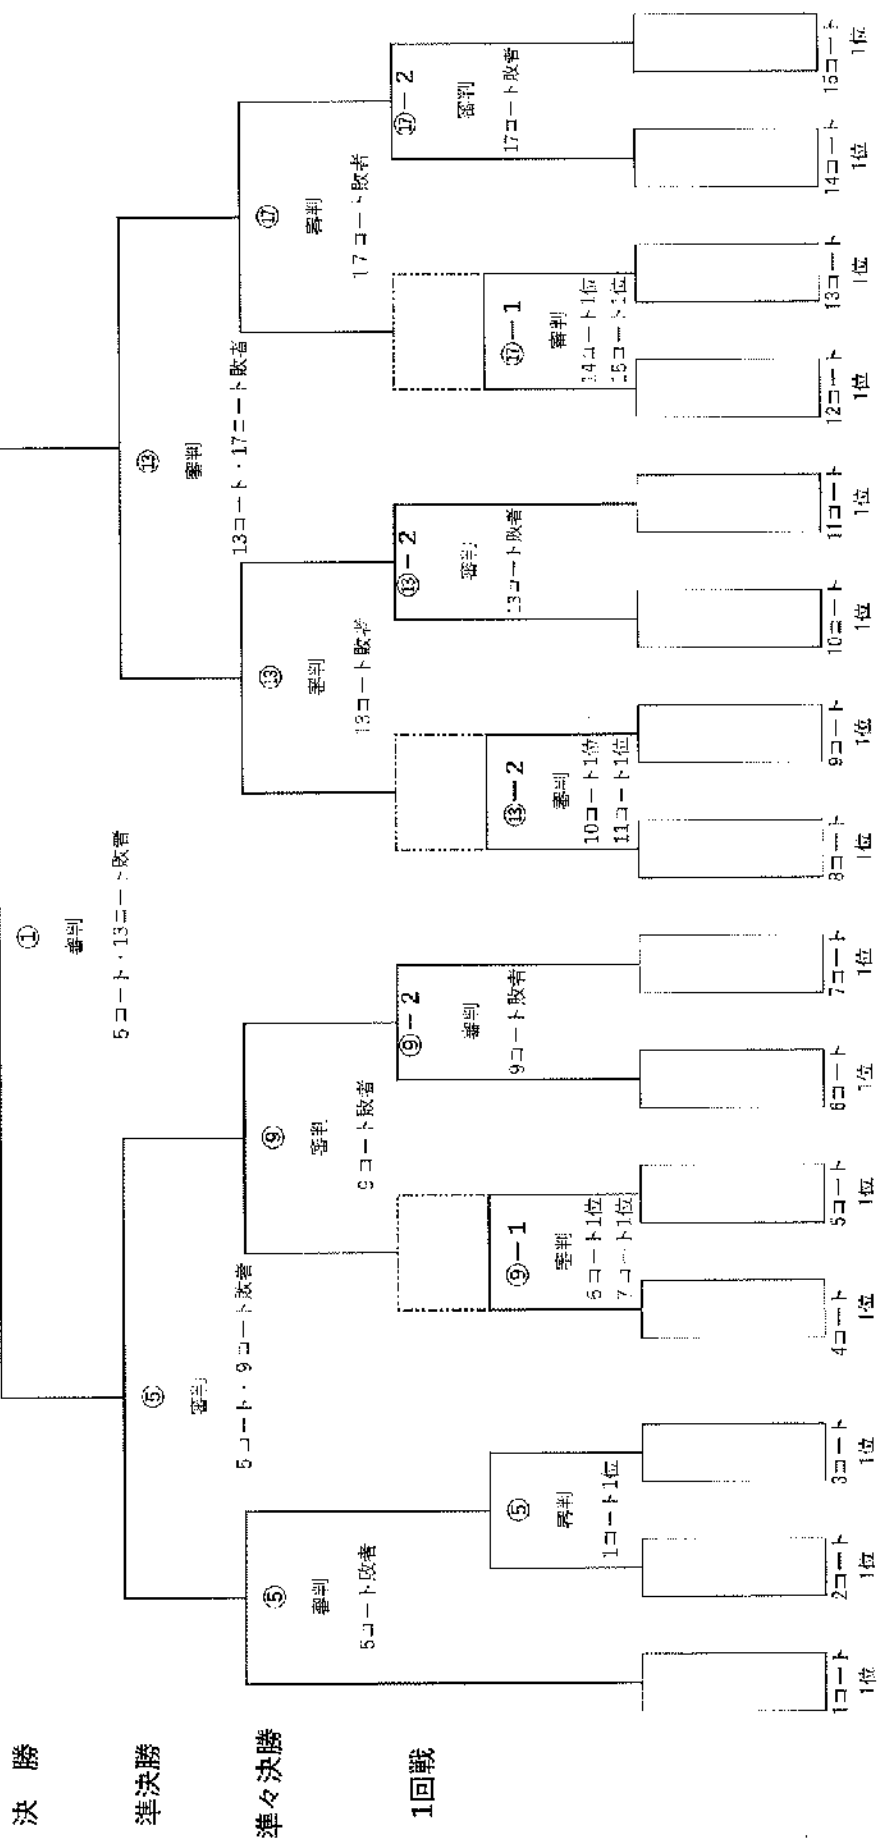 決 勝
①
審判
5コート・13コート敗者
準決勝
⑤
審判
5コート・9コート敗者
⑬
審判
13コート・17コート敗者
準々決勝
⑤
審判
5コート敗者
⑨
審判
9コート敗者
⑬
審判
13コート敗者
⑰
審判
17コート敗者
1回戦
⑤
審判
1コート1位
⑨－1
審判
6コート1位
7コート1位
⑨－2
審判
9コート敗者
⑬－2
審判
10コート1位
11コート1位
⑬－2
審判
13コート敗者
⑰－1
審判
14コート1位
15コート1位
⑰－2
審判
17コート敗者
1コート
1位
2コート
1位
3コート
1位
4コート
1位
5コート
1位
6コート
1位
7コート
1位
8コート
1位
9コート
1位
10コート
1位
11コート
1位
12コート
1位
13コート
1位
14コート
1位
15コート
1位